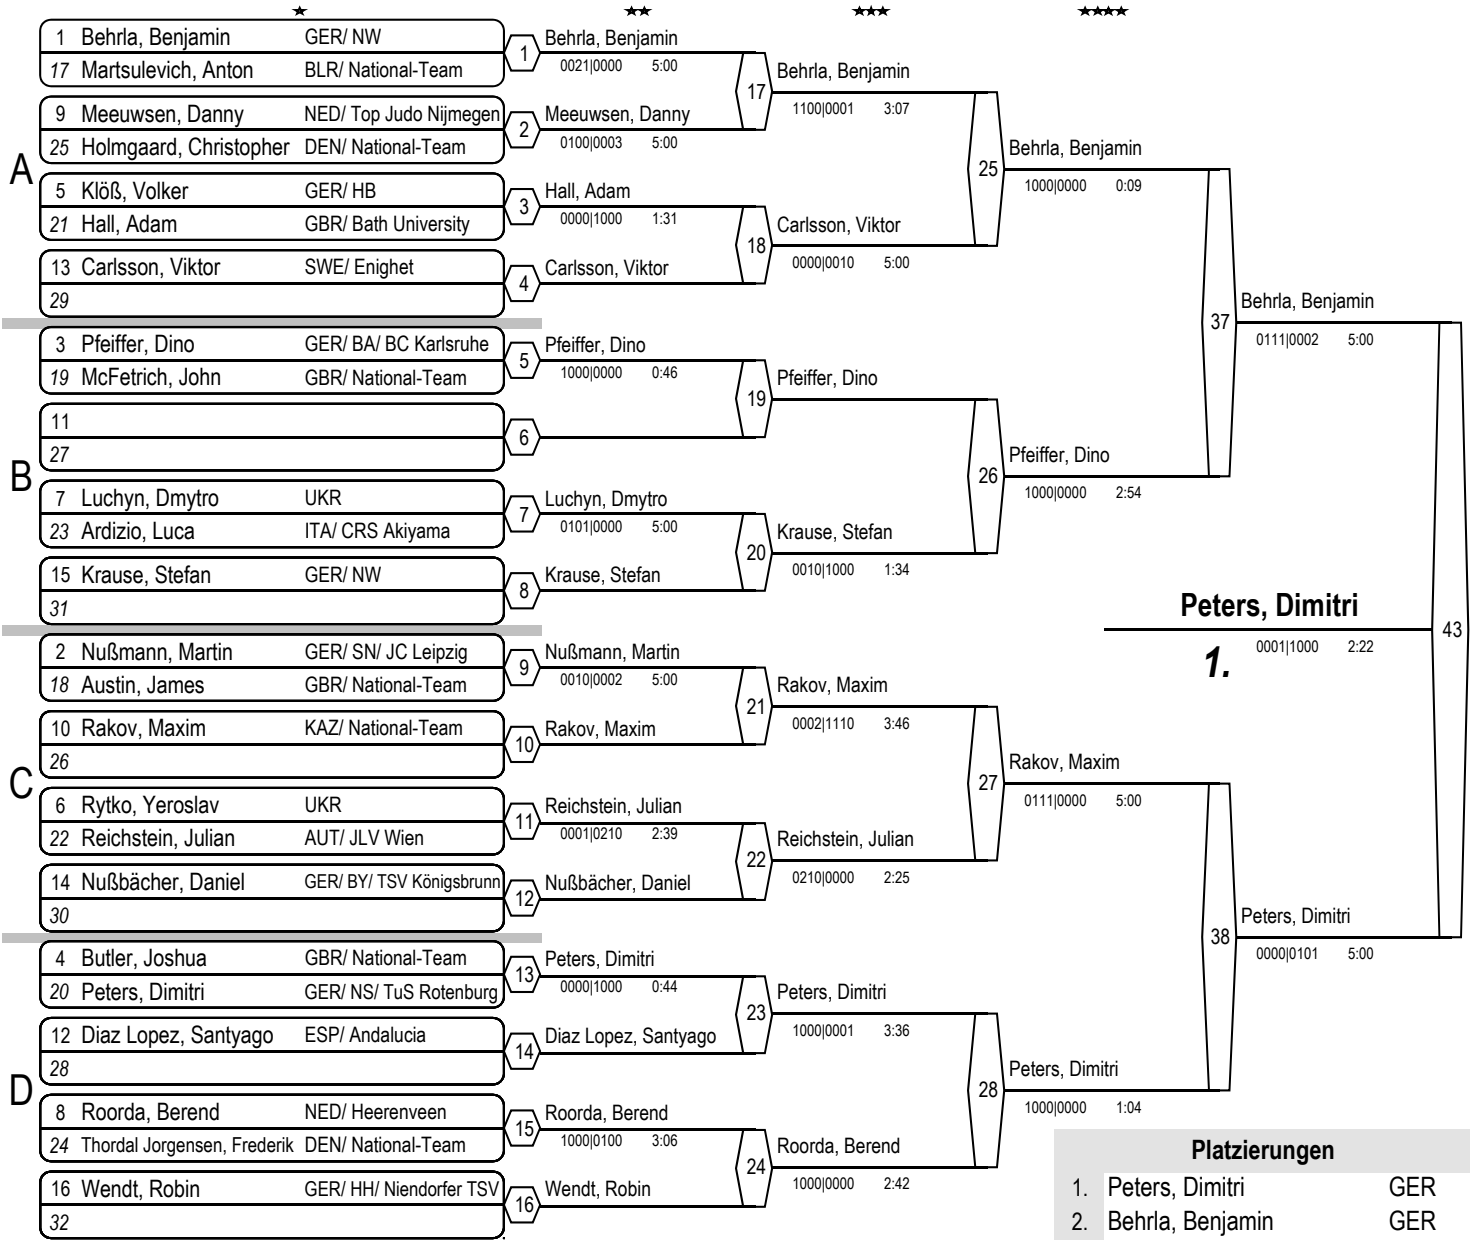 ★ ★★ ★★★ ★★★★
A
1 Behrla, Benjamin GER/ NW
17 Martsulevich, Anton BLR/ National-Team
9 Meeuwsen, Danny NED/ Top Judo Nijmegen
25 Holmgaard, Christopher DEN/ National-Team
5 Klöß, Volker GER/ HB
21 Hall, Adam GBR/ Bath University
13 Carlsson, Viktor SWE/ Enighet
29
B
3 Pfeiffer, Dino GER/ BA/ BC Karlsruhe
19 McFetrich, John GBR/ National-Team
11
27
7 Luchyn, Dmytro UKR
23 Ardizio, Luca ITA/ CRS Akiyama
15 Krause, Stefan GER/ NW
31
C
2 Nußmann, Martin GER/ SN/ JC Leipzig
18 Austin, James GBR/ National-Team
10 Rakov, Maxim KAZ/ National-Team
26
6 Rytko, Yeroslav UKR
22 Reichstein, Julian AUT/ JLV Wien
14 Nußbächer, Daniel GER/ BY/ TSV Königsbrunn
30
D
4 Butler, Joshua GBR/ National-Team
20 Peters, Dimitri GER/ NS/ TuS Rotenburg
12 Diaz Lopez, Santyago ESP/ Andalucia
28
8 Roorda, Berend NED/ Heerenveen
24 Thordal Jorgensen, Frederik DEN/ National-Team
16 Wendt, Robin GER/ HH/ Niendorfer TSV
32
1 Behrla, Benjamin
0021|0000 5:00
2 Meeuwsen, Danny
0100|0003 5:00
3 Hall, Adam
0000|1000 1:31
4 Carlsson, Viktor
5 Pfeiffer, Dino
1000|0000 0:46
6
7 Luchyn, Dmytro
0101|0000 5:00
8 Krause, Stefan
9 Nußmann, Martin
0010|0002 5:00
10 Rakov, Maxim
11 Reichstein, Julian
0001|0210 2:39
12 Nußbächer, Daniel
13 Peters, Dimitri
0000|1000 0:44
14 Diaz Lopez, Santyago
15 Roorda, Berend
1000|0100 3:06
16 Wendt, Robin
17 Behrla, Benjamin
1100|0001 3:07
18 Carlsson, Viktor
0000|0010 5:00
19 Pfeiffer, Dino
20 Krause, Stefan
0010|1000 1:34
21 Rakov, Maxim
0002|1110 3:46
22 Reichstein, Julian
0210|0000 2:25
23 Peters, Dimitri
1000|0001 3:36
24 Roorda, Berend
1000|0000 2:42
25 Behrla, Benjamin
1000|0000 0:09
26 Pfeiffer, Dino
1000|0000 2:54
27 Rakov, Maxim
0111|0000 5:00
28 Peters, Dimitri
1000|0000 1:04
37 Behrla, Benjamin
0111|0002 5:00
38 Peters, Dimitri
0000|0101 5:00
43
Peters, Dimitri
1. 0001|1000 2:22
Platzierungen
1. Peters, Dimitri GER
2. Behrla, Benjamin GER